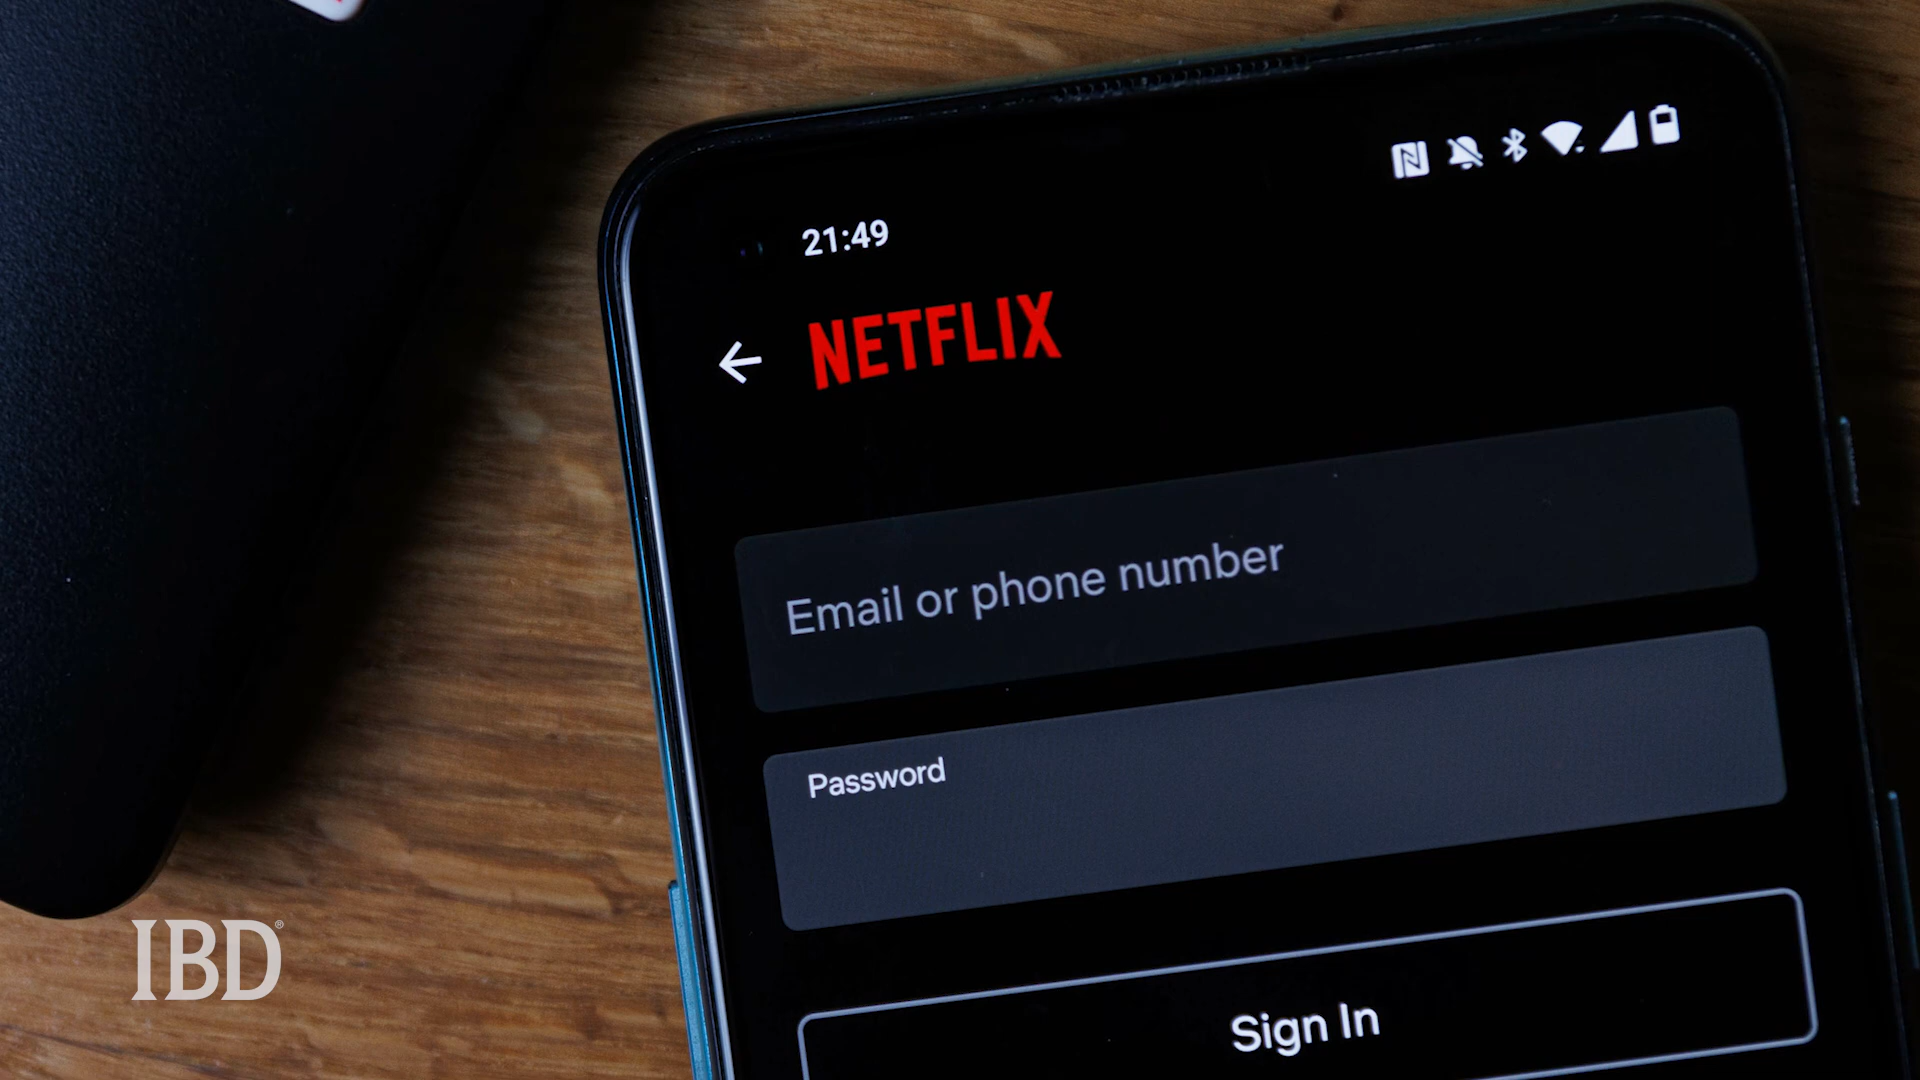 21:49
NETFLIX
Email or phone number
Password
Sign In
IBD®